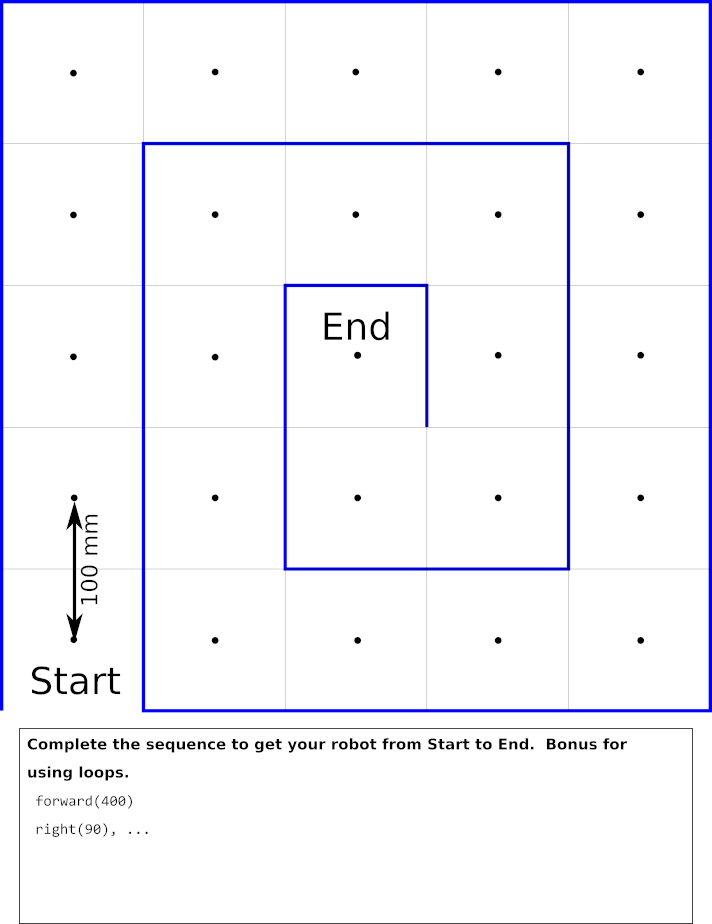 End
100 mm
Start
Complete the sequence to get your robot from Start to End.  Bonus for
using loops.
forward(400)
right(90), ...